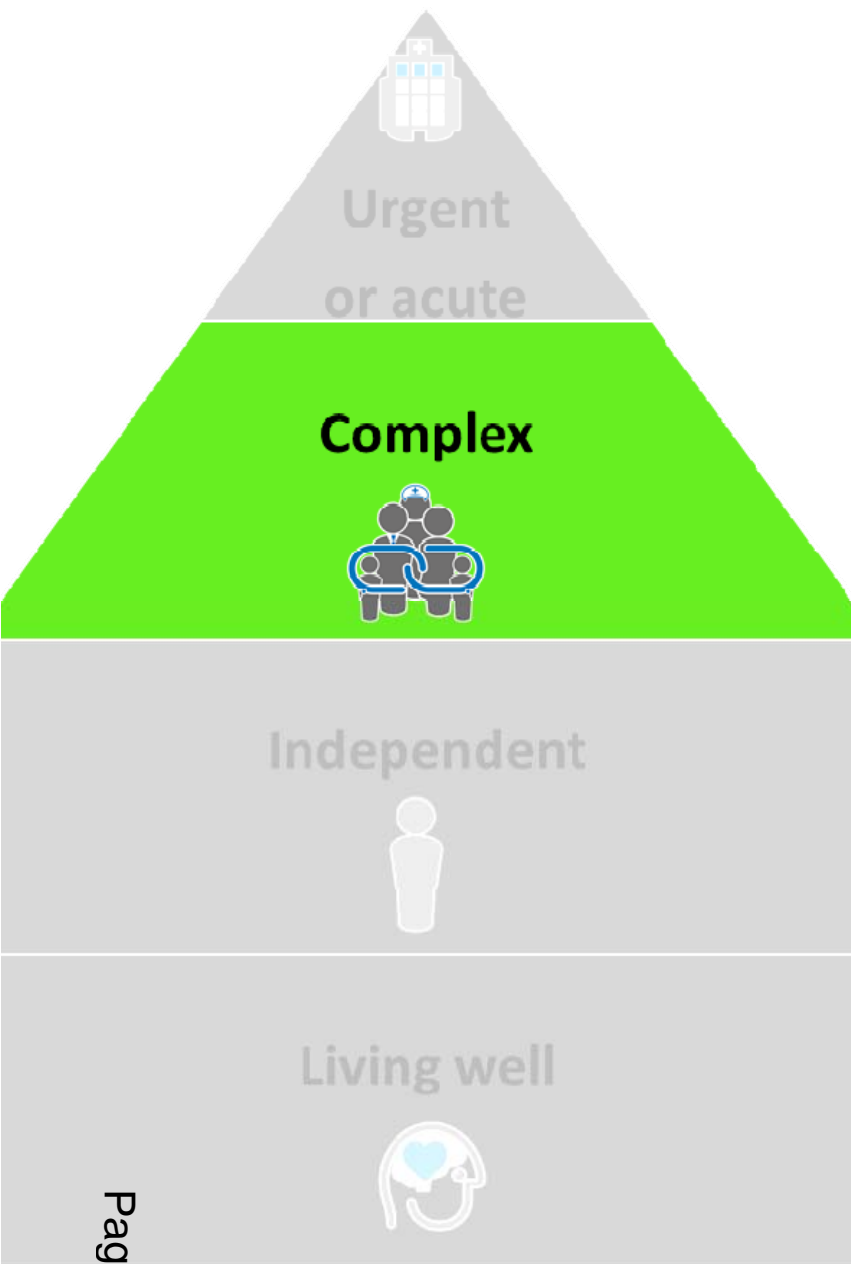 Urgent
or acute
Complex
Independent
Living well
Pag